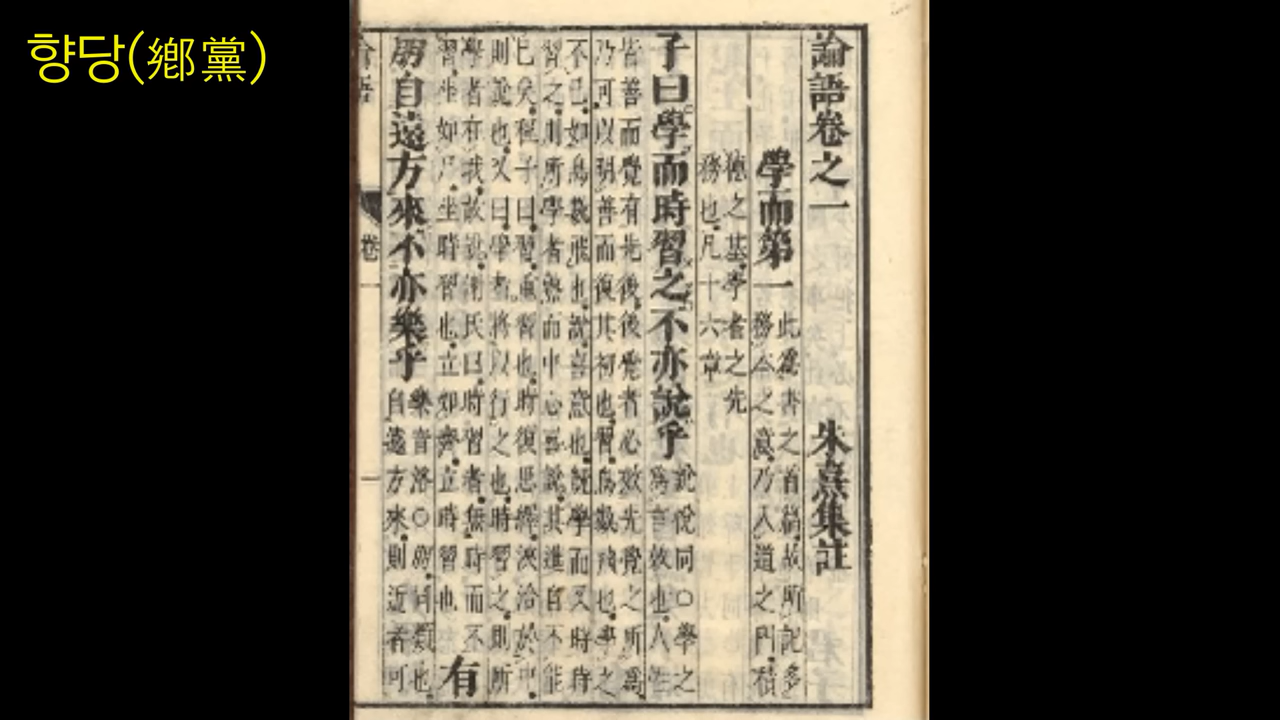 향당(鄕黨)
論語卷之一 朱熹集註
學而第一
此爲書之首篇故所記多
務本之意乃入道之門積
德之基學者之先
務也凡十六章
子曰學而時習之不亦說乎
說悅同○學之
爲言效也人性
皆善而覺有先後後覺者必效先覺之所爲
乃可以明善而復其初也習鳥數飛也學之
不已如鳥數飛也說喜意也旣學而又時時
習之則所學者熟而中心喜說其進自不能
已矣程子曰習重習也時復思繹浹洽於中
則說也又曰學者將以行之也時習之則所
學者在我故說謝氏曰時習者無時而不
習坐如尸坐時習也立如齊立時習也
有
朋自遠方來不亦樂乎
樂音洛○朋同類也
自遠方來則近者可
卷一
一